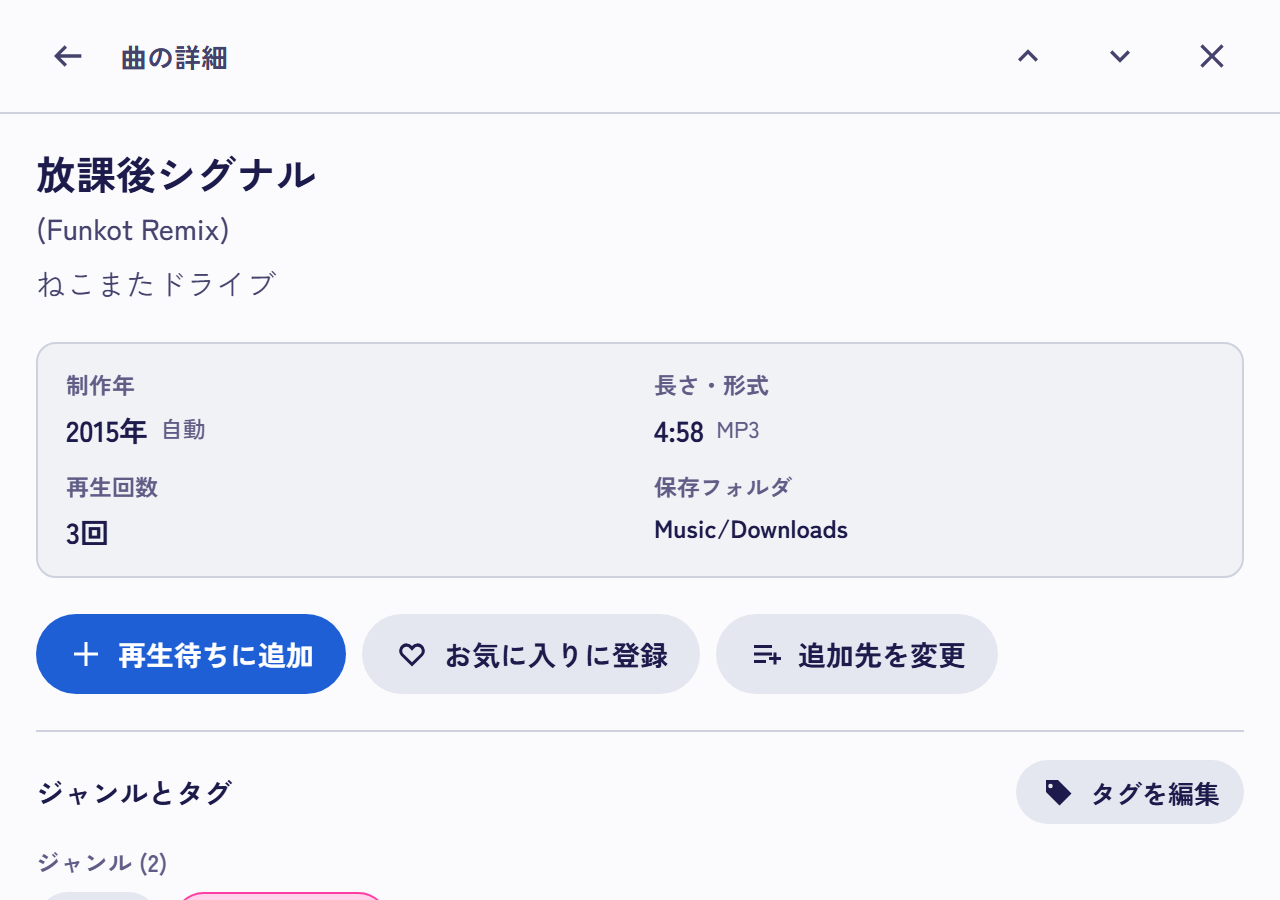 曲の詳細
放課後シグナル
(Funkot Remix)
ねこまたドライブ
制作年
2015年 自動
長さ・形式
4:58 MP3
再生回数
3回
保存フォルダ
Music/Downloads
再生待ちに追加
お気に入りに登録
追加先を変更
ジャンルとタグ
タグを編集
ジャンル (2)